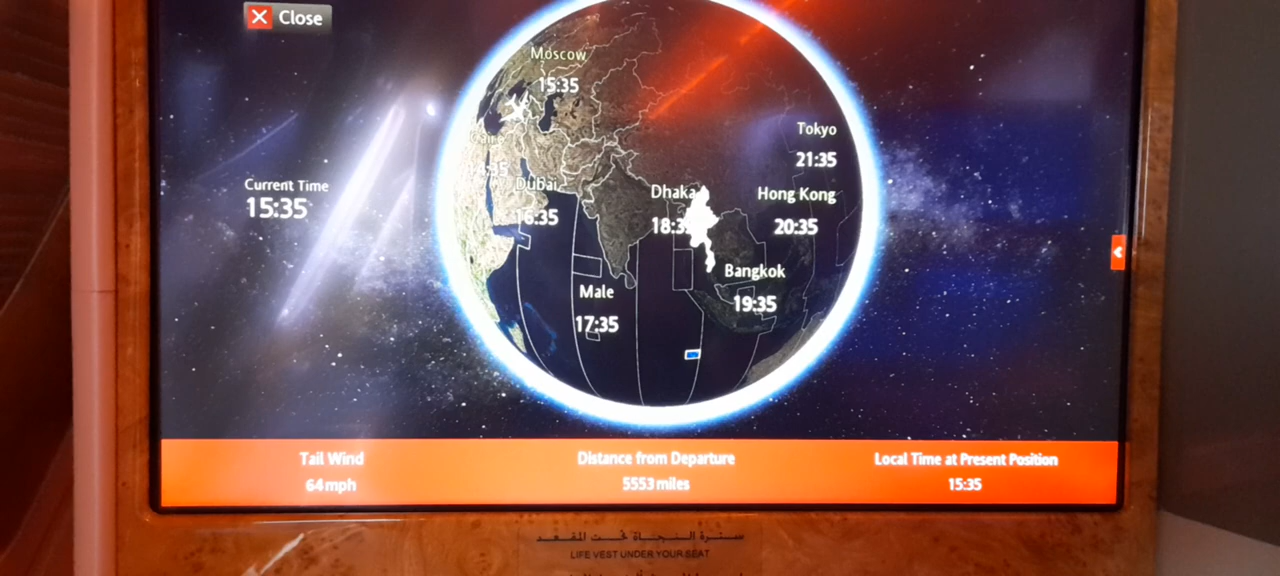 Close
Moscow
15:35
Tokyo
21:35
Current Time
15:35
Dubai
16:35
Dhaka
Hong Kong
20:35
Bangkok
19:35
Male
17:35
Tail Wind
64mph
Distance from Departure
5553 miles
Local Time at Present Position
15:35
سترة النجاة تحت المقعد
LIFE VEST UNDER YOUR SEAT